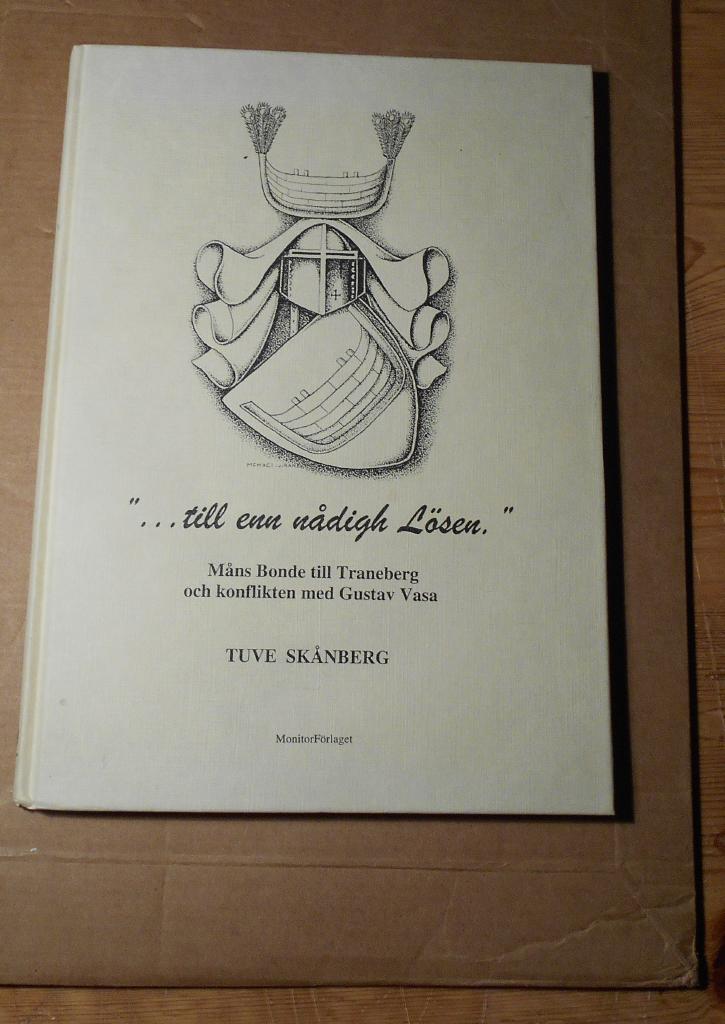 "...till enn nådigh Lösen."
Måns Bonde till Traneberg
och konflikten med Gustav Vasa
TUVE SKÅNBERG
MonitorFörlaget